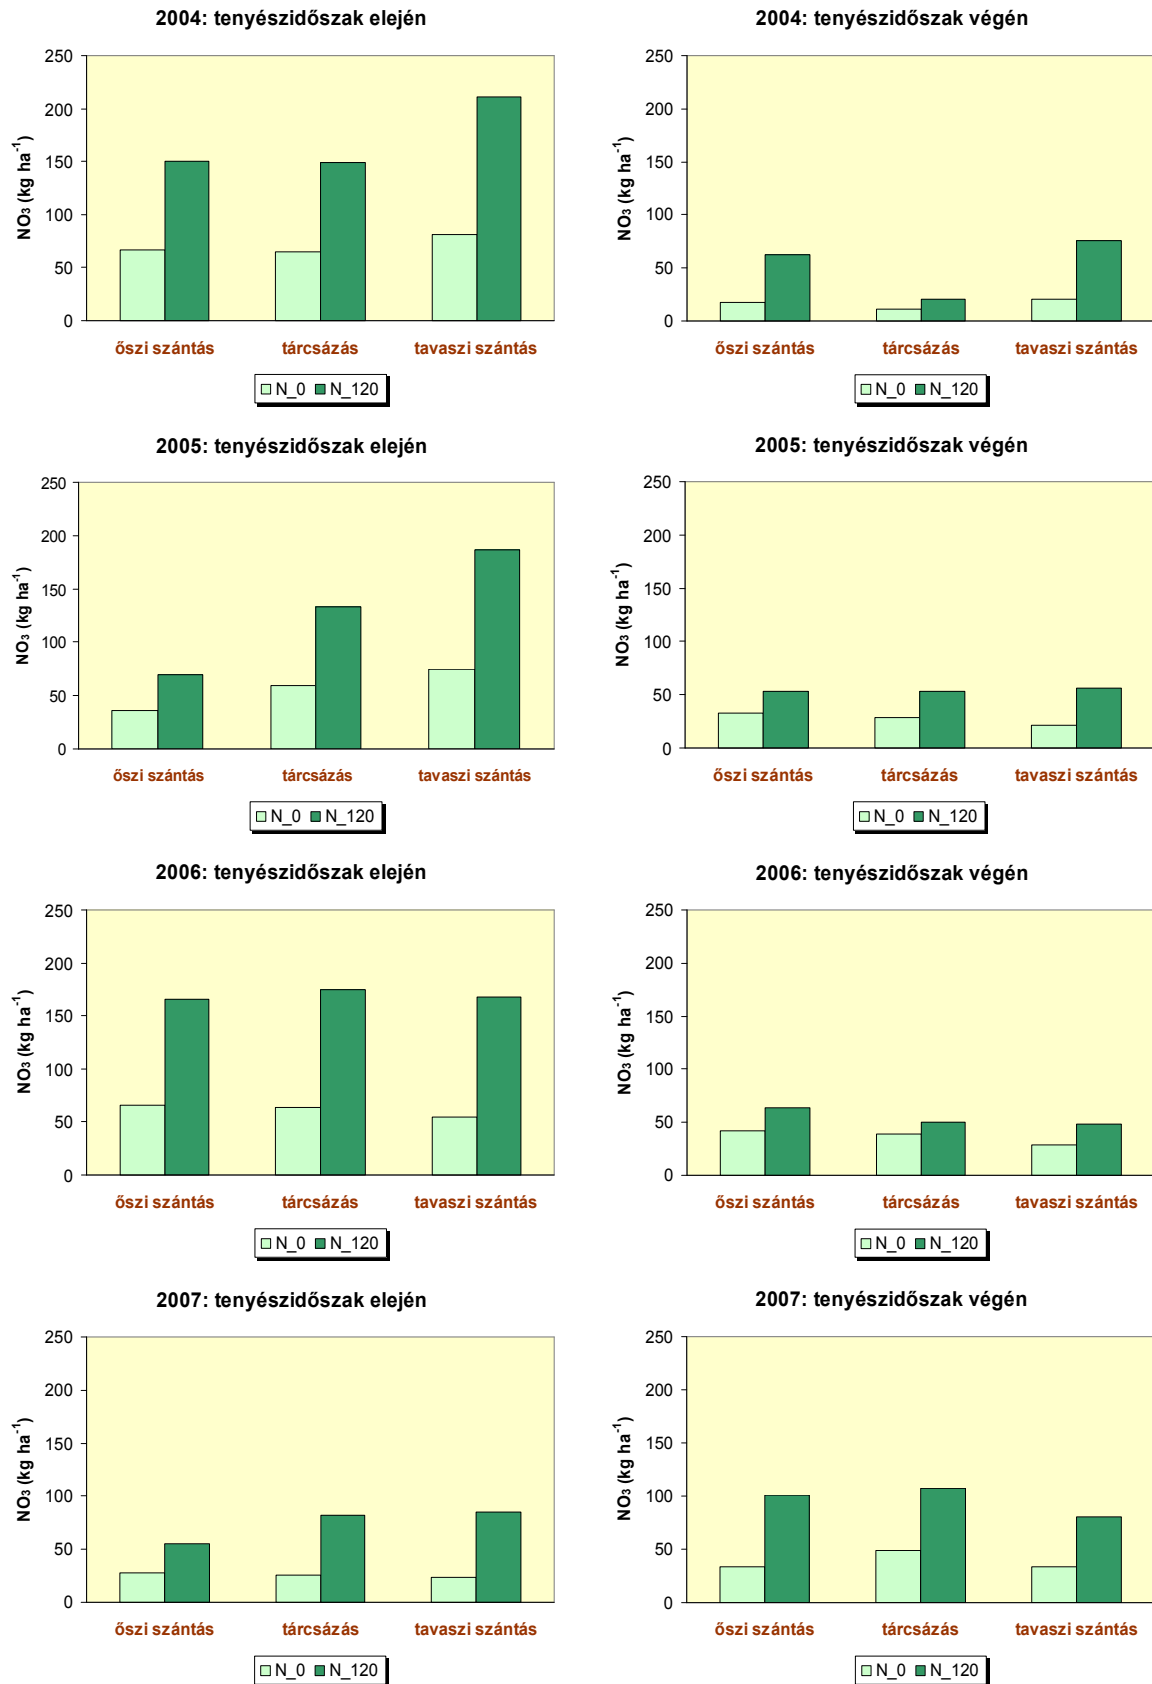 2004: tenyészidőszak elején
250
200
150
100
50
0
NO₃ (kg ha⁻¹)
őszi szántás tárcsázás tavaszi szántás
N_0 N_120
2004: tenyészidőszak végén
250
200
150
100
50
0
NO₃ (kg ha⁻¹)
őszi szántás tárcsázás tavaszi szántás
N_0 N_120
2005: tenyészidőszak elején
250
200
150
100
50
0
NO₃ (kg ha⁻¹)
őszi szántás tárcsázás tavaszi szántás
N_0 N_120
2005: tenyészidőszak végén
250
200
150
100
50
0
NO₃ (kg ha⁻¹)
őszi szántás tárcsázás tavaszi szántás
N_0 N_120
2006: tenyészidőszak elején
250
200
150
100
50
0
NO₃ (kg ha⁻¹)
őszi szántás tárcsázás tavaszi szántás
N_0 N_120
2006: tenyészidőszak végén
250
200
150
100
50
0
NO₃ (kg ha⁻¹)
őszi szántás tárcsázás tavaszi szántás
N_0 N_120
2007: tenyészidőszak elején
250
200
150
100
50
0
NO₃ (kg ha⁻¹)
őszi szántás tárcsázás tavaszi szántás
N_0 N_120
2007: tenyészidőszak végén
250
200
150
100
50
0
NO₃ (kg ha⁻¹)
őszi szántás tárcsázás tavaszi szántás
N_0 N_120